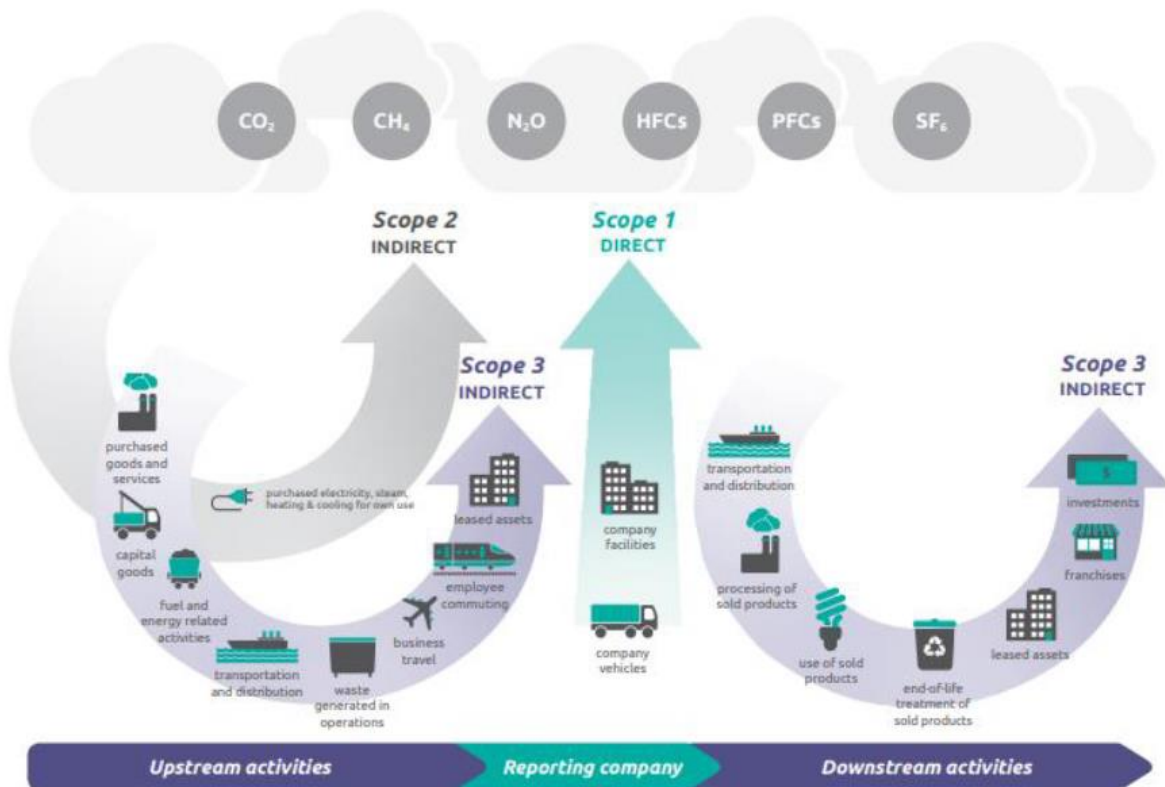 CO₂
CH₄
N₂O
HFCs
PFCs
SF₆
Scope 2
INDIRECT
Scope 1
DIRECT
Scope 3
INDIRECT
Scope 3
INDIRECT
purchased
goods and
services
capital
goods
fuel and
energy related
activities
transportation
and distribution
waste
generated in
operations
business
travel
employee
commuting
leased assets
purchased electricity, steam,
heating & cooling for own use
company
facilities
company
vehicles
transportation
and distribution
processing of
sold products
use of sold
products
end-of-life
treatment of
sold products
leased assets
franchises
$
investments
Upstream activities
Reporting company
Downstream activities